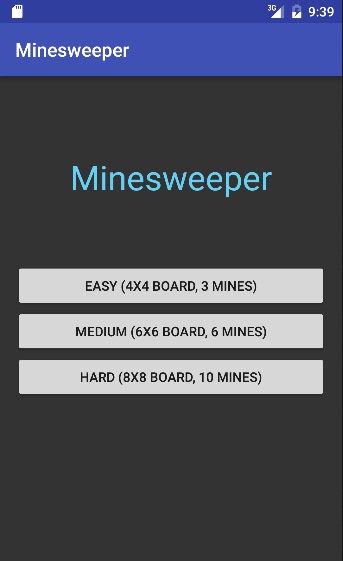 3G 9:39
Minesweeper
Minesweeper
EASY (4X4 BOARD, 3 MINES)
MEDIUM (6X6 BOARD, 6 MINES)
HARD (8X8 BOARD, 10 MINES)